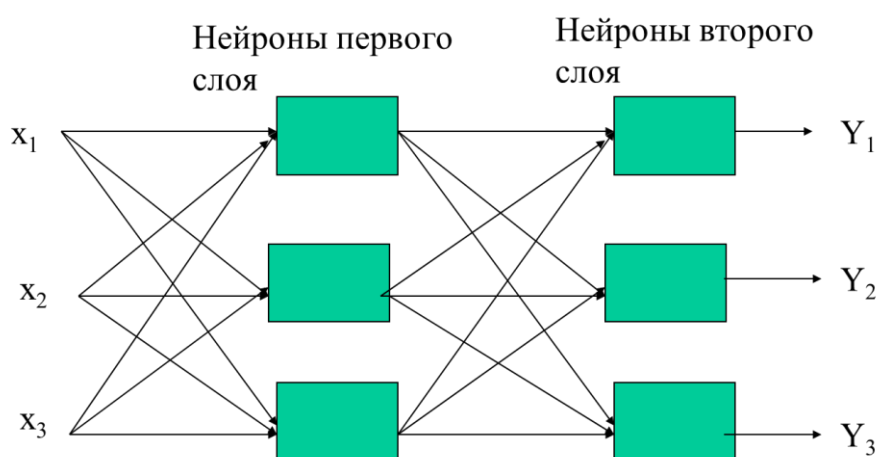 Нейроны первого
слоя
Нейроны второго
слоя
x₁
Y₁
x₂
Y₂
x₃
Y₃